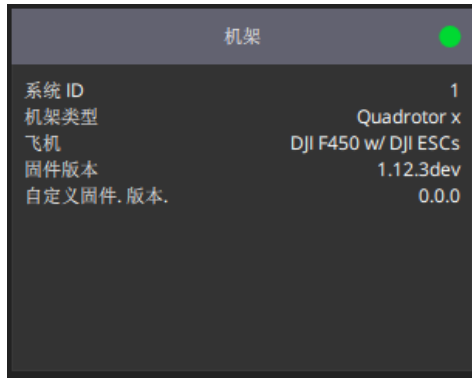 机架
系统 ID 1
机架类型 Quadrotor x
飞机 DJI F450 w/ DJI ESCs
固件版本 1.12.3dev
自定义固件. 版本. 0.0.0